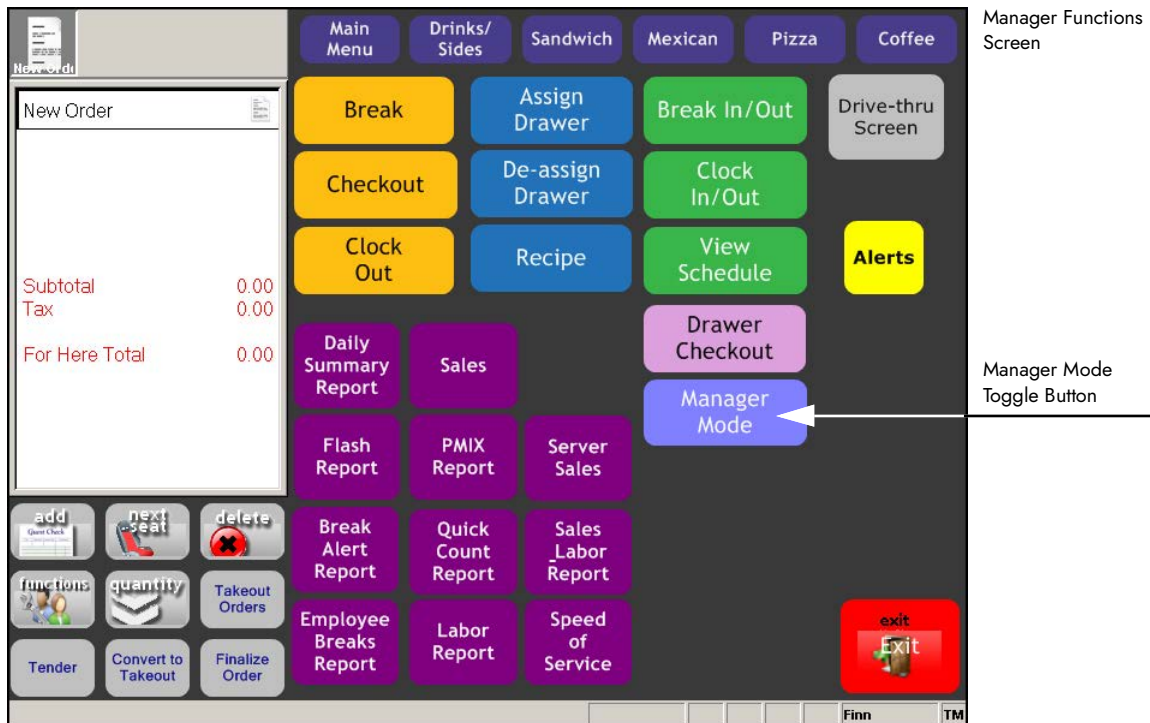 New Orde
Main
Menu
Drinks/
Sides
Sandwich
Mexican
Pizza
Coffee
Manager Functions
Screen
New Order
Break
Assign
Drawer
Break In/Out
Drive-thru
Screen
Checkout
De-assign
Drawer
Clock
In/Out
Clock
Out
Recipe
View
Schedule
Alerts
Subtotal 0.00
Tax 0.00
For Here Total 0.00
Drawer
Checkout
Manager
Mode
Manager Mode
Toggle Button
Daily
Summary
Report
Sales
Flash
Report
PMIX
Report
Server
Sales
Break
Alert
Report
Quick
Count
Report
Sales
_Labor
Report
Employee
Breaks
Report
Labor
Report
Speed
of
Service
add
Guest Check
next
seat
delete
functions
quantity
Takeout
Orders
Tender
Convert to
Takeout
Finalize
Order
exit
Exit
Finn
TM